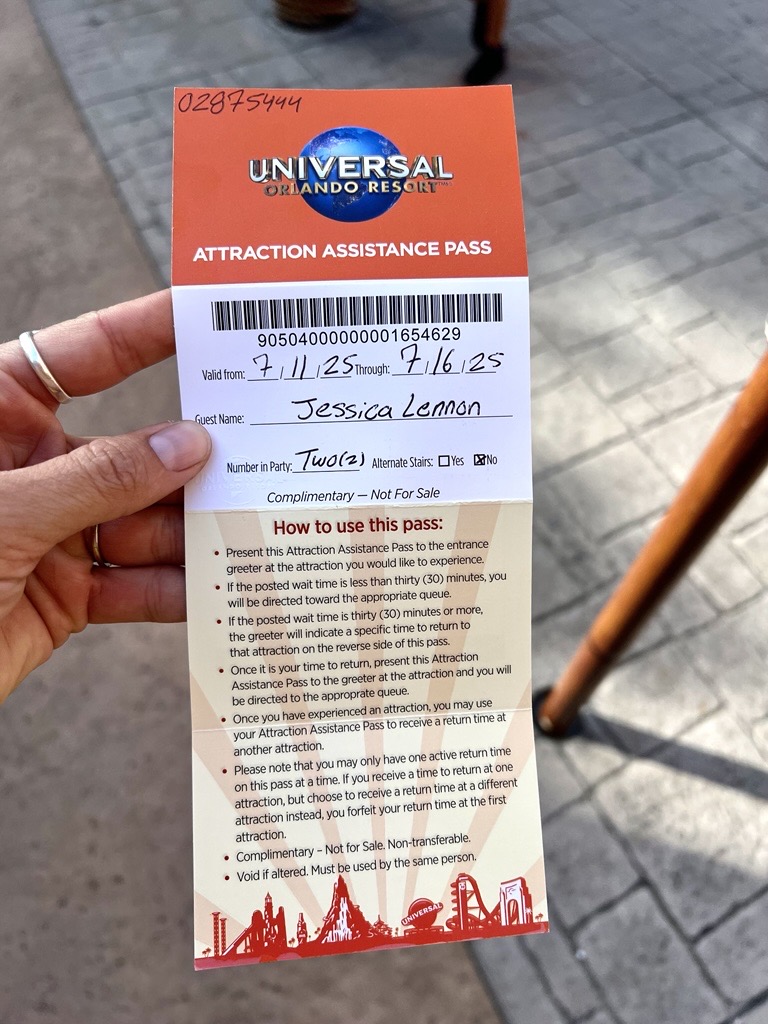 02875444
UNIVERSAL
ORLANDO RESORT
ATTRACTION ASSISTANCE PASS
90504000000001654629
Valid from: 7/11/25 Through: 7/16/25
Guest Name: Jessica Lennon
Number in Party: Two(2) Alternate Stairs: ☐Yes ☒No
Complimentary — Not For Sale
How to use this pass:
• Present this Attraction Assistance Pass to the entrance
greeter at the attraction you would like to experience.
• If the posted wait time is less than thirty (30) minutes, you
will be directed toward the appropriate queue.
• If the posted wait time is thirty (30) minutes or more,
the greeter will indicate a specific time to return to
that attraction on the reverse side of this pass.
• Once it is your time to return, present this Attraction
Assistance Pass to the greeter at the attraction and you will
be directed to the approprate queue.
• Once you have experienced an attraction, you may use
your Attraction Assistance Pass to receive a return time at
another attraction.
• Please note that you may only have one active return time
on this pass at a time. If you receive a time to return at one
attraction, but choose to receive a return time at a different
attraction instead, you forfeit your return time at the first
attraction.
• Complimentary – Not for Sale. Non-transferable.
• Void if altered. Must be used by the same person.
UNIVERSAL